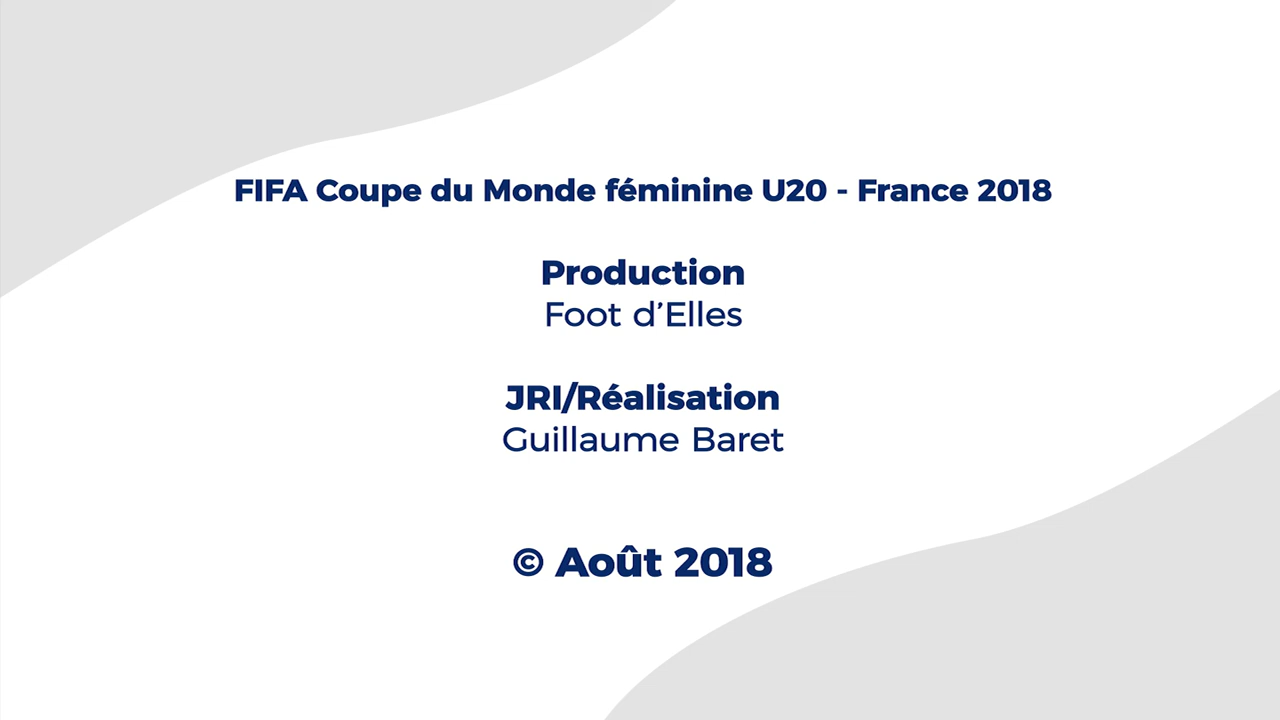 FIFA Coupe du Monde féminine U20 - France 2018
Production
Foot d’Elles
JRI/Réalisation
Guillaume Baret
© Août 2018